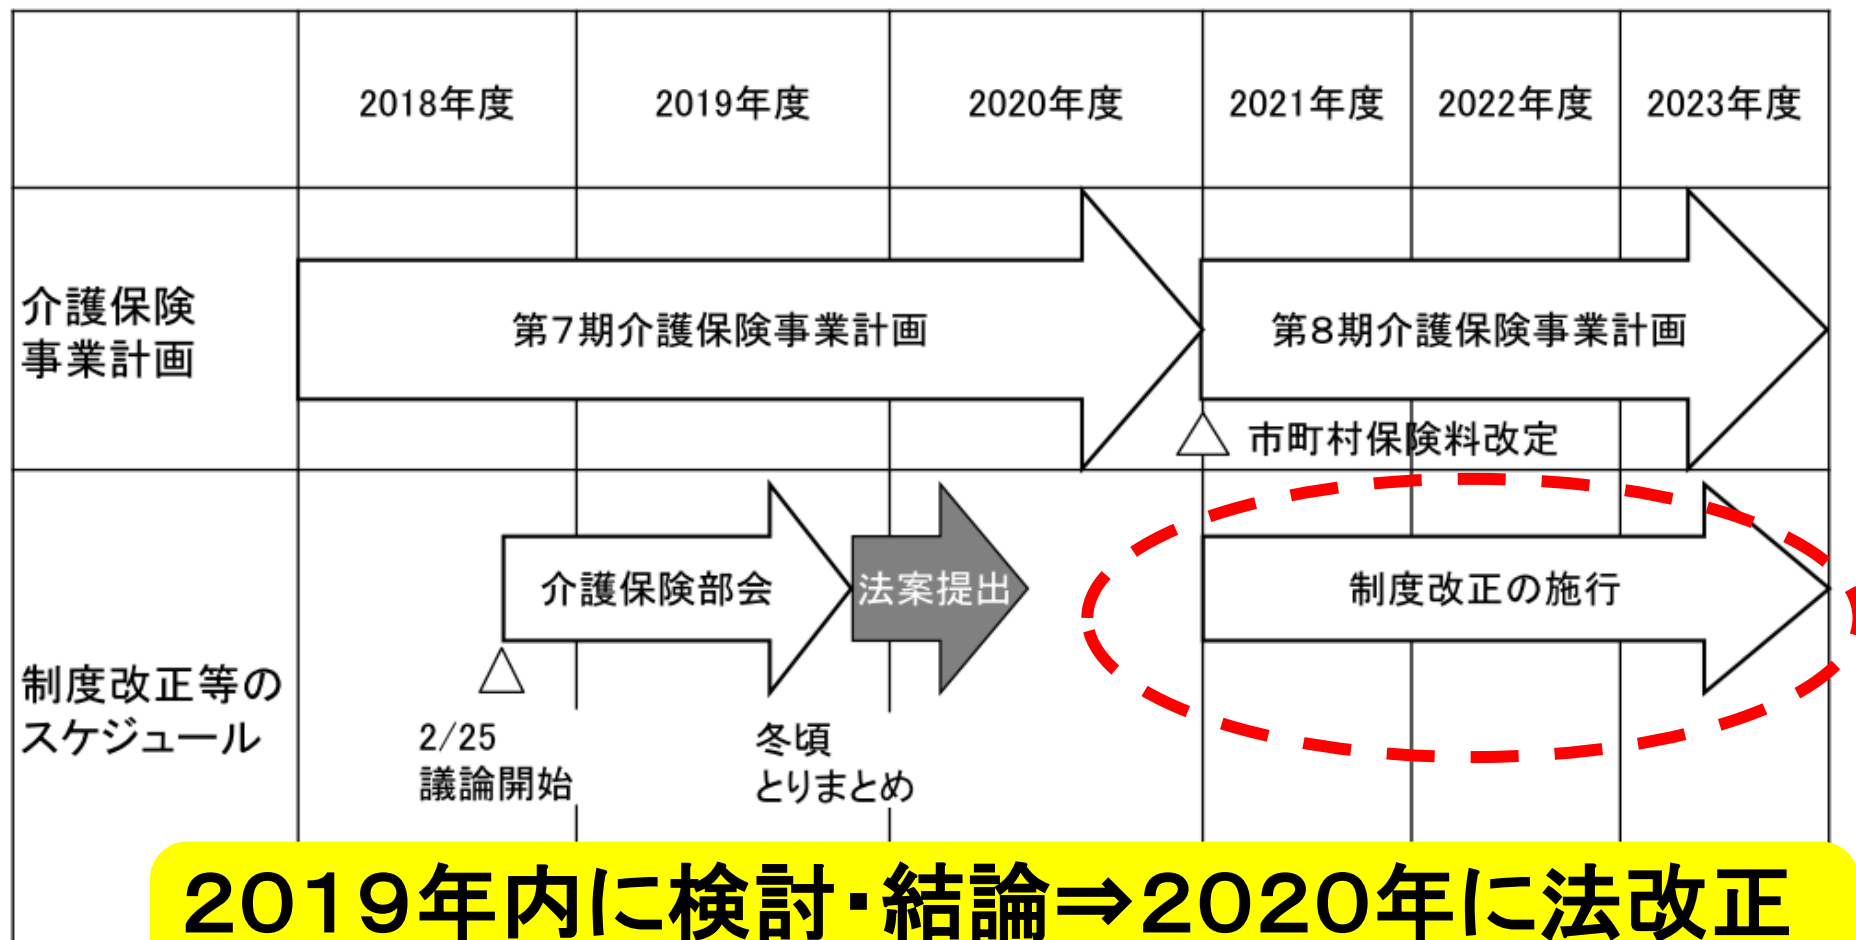 2018年度
2019年度
2020年度
2021年度
2022年度
2023年度
介護保険
事業計画
第7期介護保険事業計画
第8期介護保険事業計画
市町村保険料改定
制度改正等の
スケジュール
介護保険部会
法案提出
制度改正の施行
2/25
議論開始
冬頃
とりまとめ
2019年内に検討・結論⇒2020年に法改正